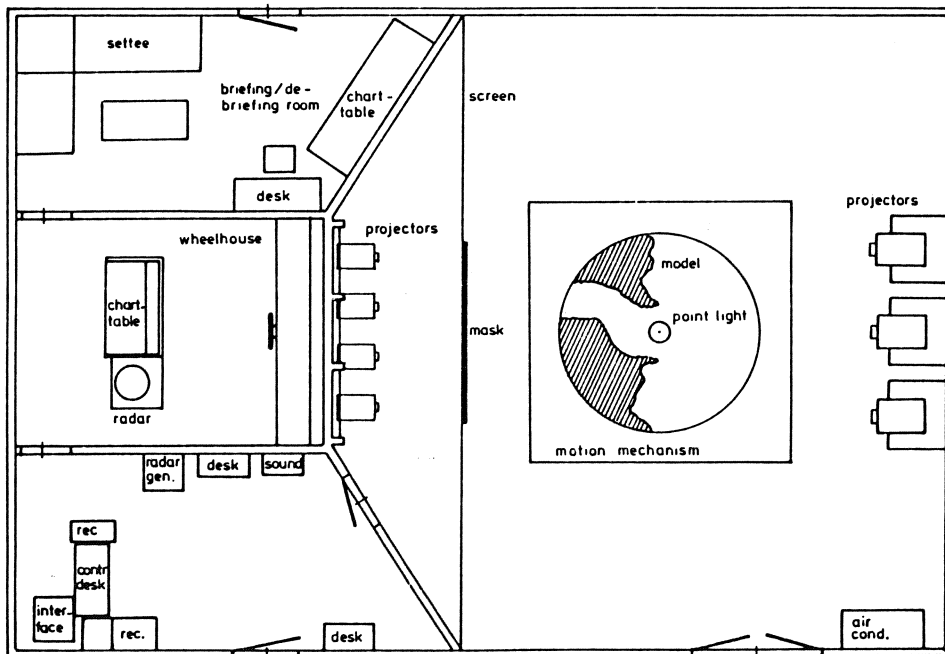 settee
briefing/de-
briefing room
chart-
table
screen
desk
projectors
wheelhouse
projectors
model
chart-
table
mask
point light
radar
motion mechanism
radar
gen.
desk
sound
rec
contr
desk
inter-
face
rec.
desk
air
cond.